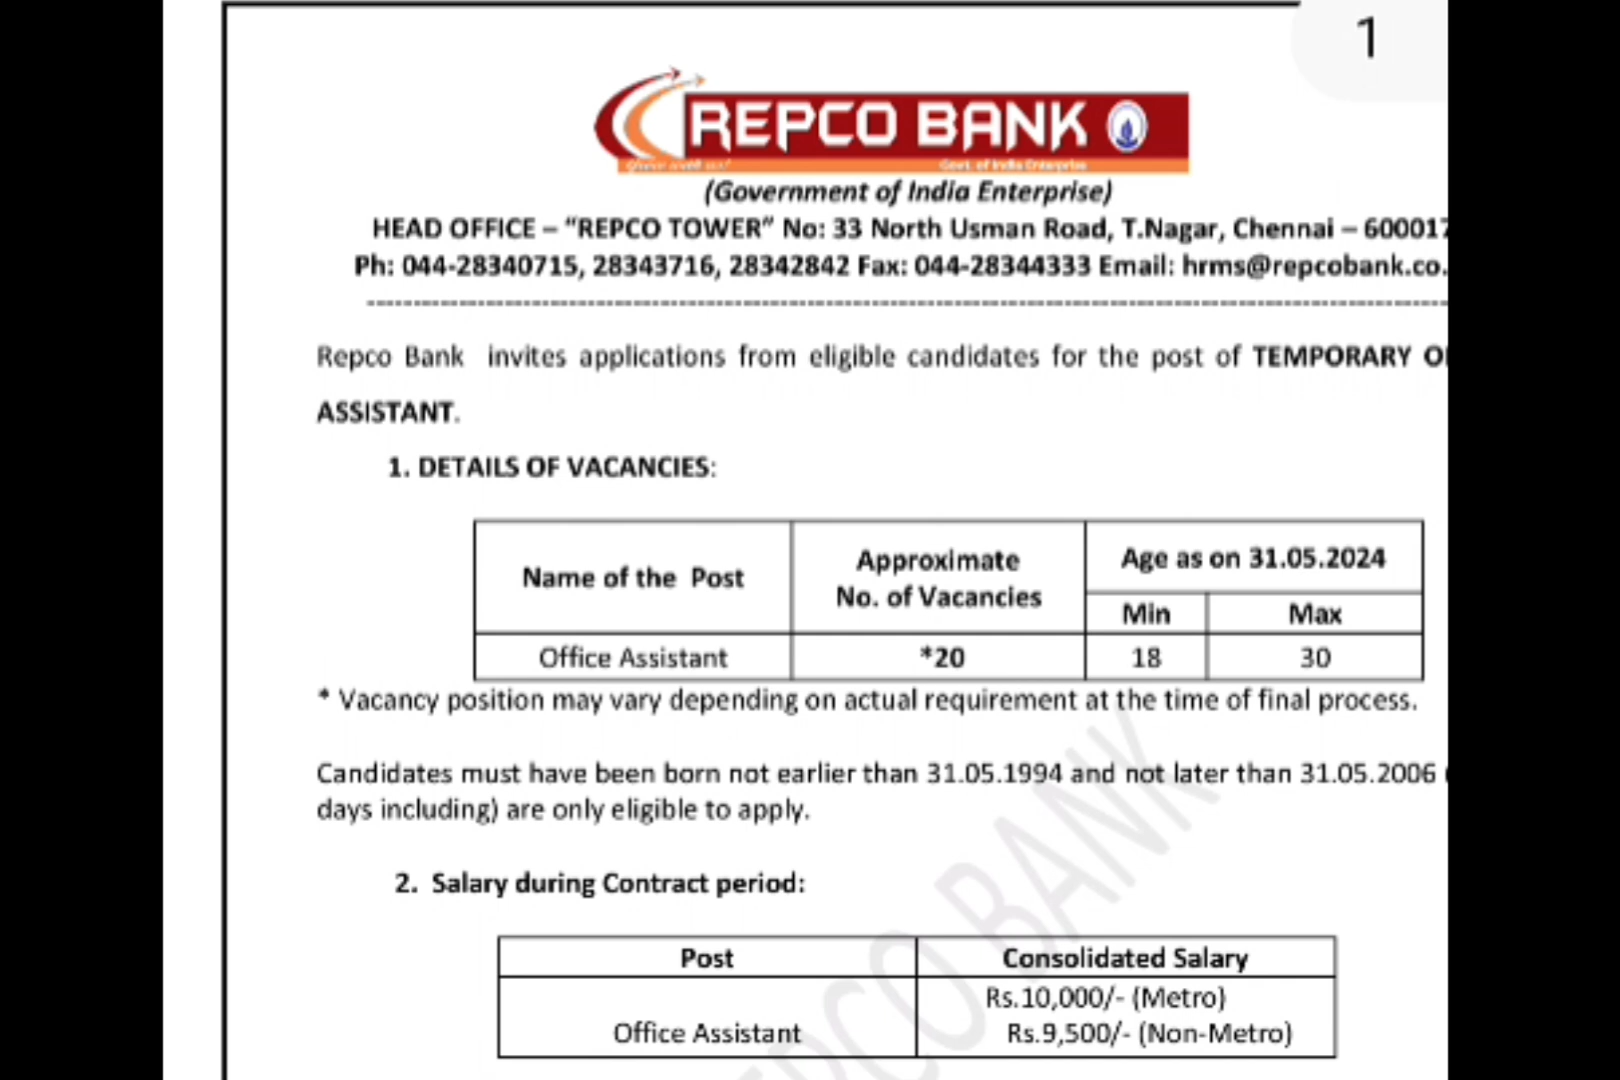 1
REPCO BANK
Govt. of India Enterprise
(Government of India Enterprise)
HEAD OFFICE – “REPCO TOWER” No: 33 North Usman Road, T.Nagar, Chennai – 600017
Ph: 044-28340715, 28343716, 28342842 Fax: 044-28344333 Email: hrms@repcobank.co.
Repco Bank invites applications from eligible candidates for the post of TEMPORARY
ASSISTANT.
1. DETAILS OF VACANCIES:
Name of the Post
Approximate
No. of Vacancies
Age as on 31.05.2024
Min Max
Office Assistant *20 18 30
* Vacancy position may vary depending on actual requirement at the time of final process.
Candidates must have been born not earlier than 31.05.1994 and not later than 31.05.2006
days including) are only eligible to apply.
2. Salary during Contract period:
Post Consolidated Salary
Rs.10,000/- (Metro)
Office Assistant Rs.9,500/- (Non-Metro)
BANK